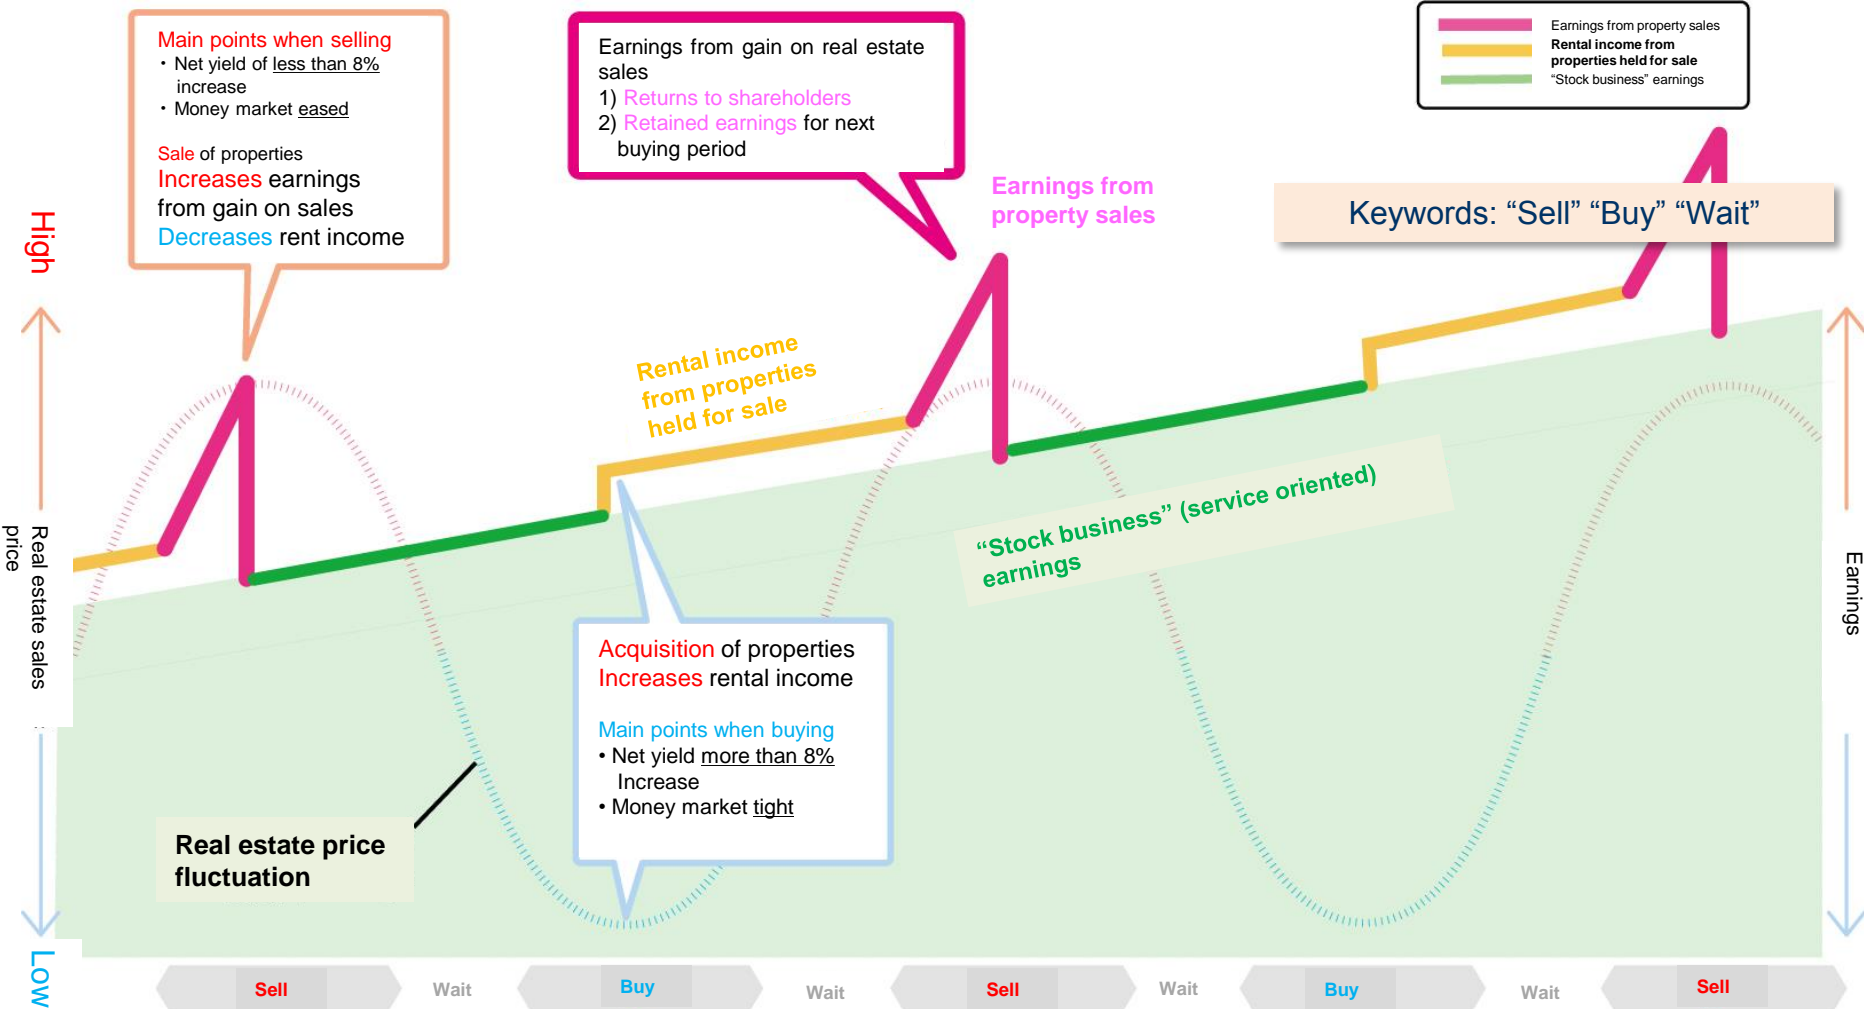 Main points when selling
・Net yield of less than 8%
increase
・Money market eased
Sale of properties
Increases earnings
from gain on sales
Decreases rent income
Earnings from gain on real estate
sales
1) Returns to shareholders
2) Retained earnings for next
buying period
Earnings from property sales
Rental income from
properties held for sale
“Stock business” earnings
Earnings from
property sales
Keywords: “Sell” “Buy” “Wait”
High
Real estate sales
price
Low
Rental income
from properties
held for sale
“Stock business” (service oriented)
earnings
Earnings
Acquisition of properties
Increases rental income
Main points when buying
• Net yield more than 8%
Increase
• Money market tight
Real estate price
fluctuation
Sell
Wait
Buy
Wait
Sell
Wait
Buy
Wait
Sell